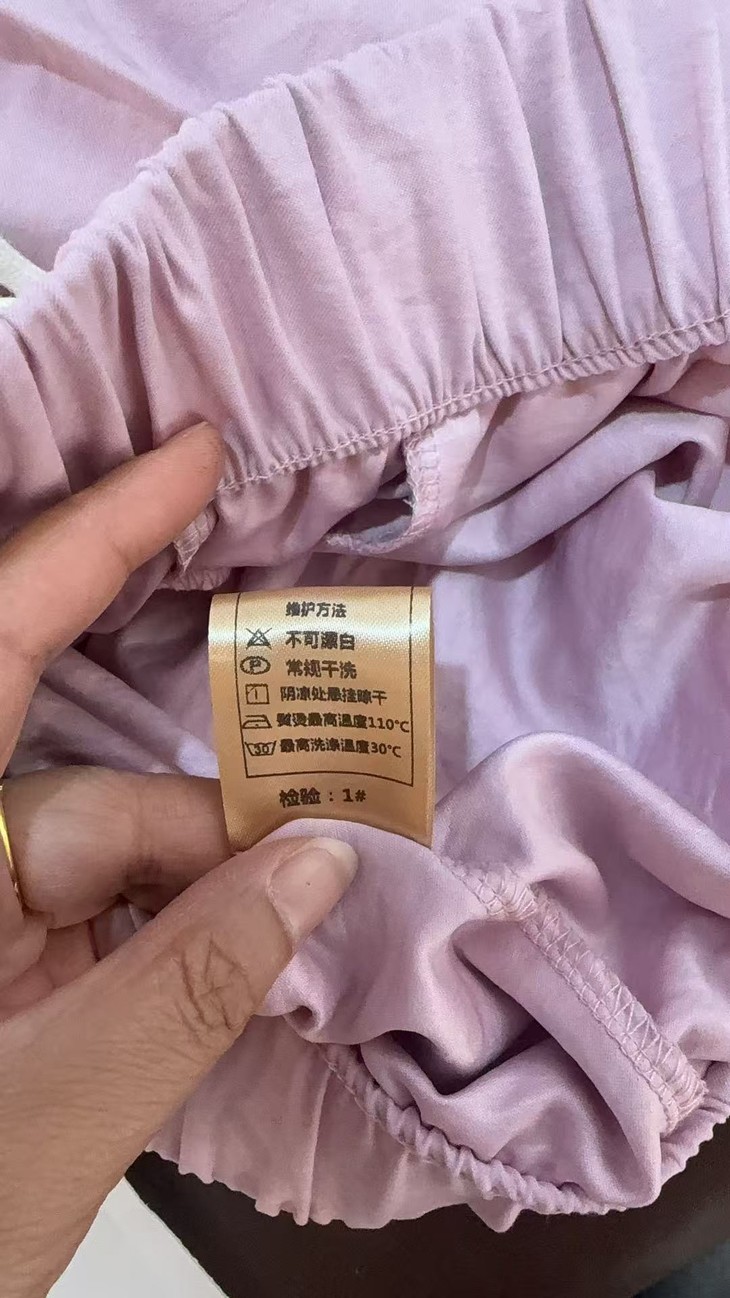 维护方法
不可漂白
P 常规干洗
阴凉处悬挂晾干
熨烫最高温度110°C
30 最高洗涤温度30°C
检验：1#